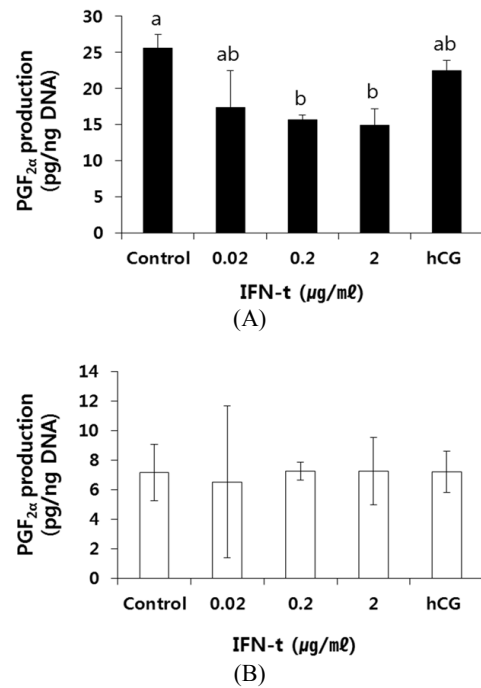 PGF2α production
(pg/ng DNA)
30
25
20
15
10
5
0
a
ab
b
b
ab
Control 0.02 0.2 2 hCG
IFN-t (μg/mℓ)
(A)
PGF2α production
(pg/ng DNA)
14
12
10
8
6
4
2
0
Control 0.02 0.2 2 hCG
IFN-t (μg/mℓ)
(B)